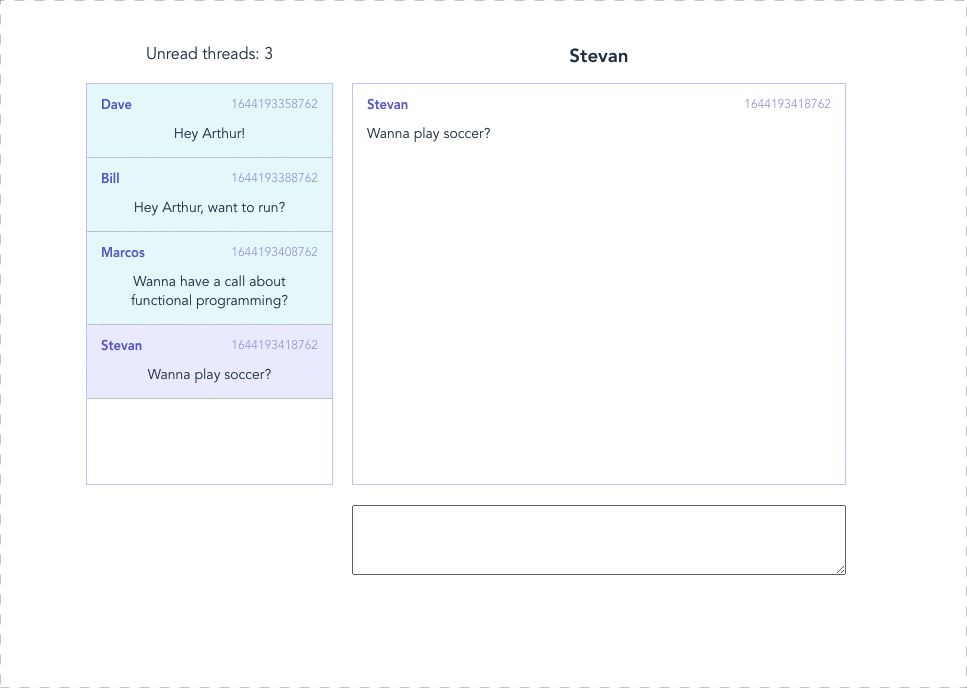 Unread threads: 3
Dave 1644193358762
Hey Arthur!
Bill 1644193388762
Hey Arthur, want to run?
Marcos 1644193408762
Wanna have a call about
functional programming?
Stevan 1644193418762
Wanna play soccer?
Stevan
Stevan 1644193418762
Wanna play soccer?